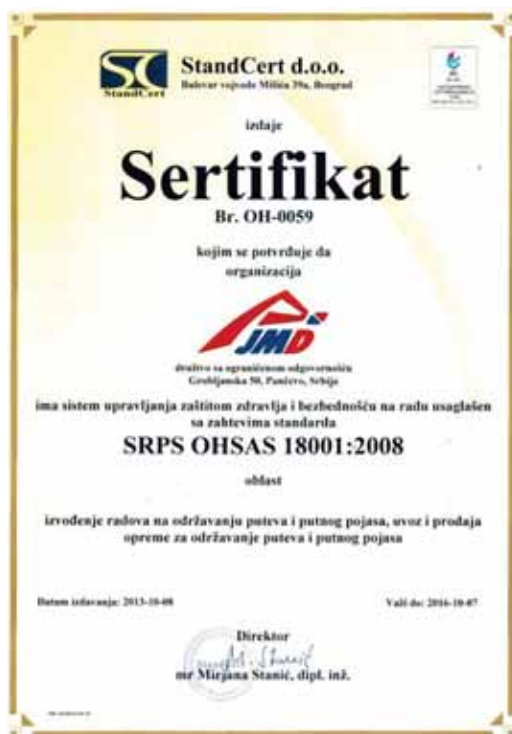 SC
StandCert
StandCert d.o.o.
Bulevar vojvode Mišića 39a, Beograd
izdaje
Sertifikat
Br. OH-0059
kojim se potvrđuje da
organizacija
JMD
društvo sa ograničenom odgovornošću
Grobljanska 50, Pančevo, Srbija
ima sistem upravljanja zaštitom zdravlja i bezbednošću na radu usaglašen
sa zahtevima standarda
SRPS OHSAS 18001:2008
oblast
izvođenje radova na održavanju puteva i putnog pojasa, uvoz i prodaja
opreme za održavanje puteva i putnog pojasa
Datum izdavanja: 2013-10-08
Važi do: 2016-10-07
Direktor
mr Mirjana Stanić, dipl. inž.